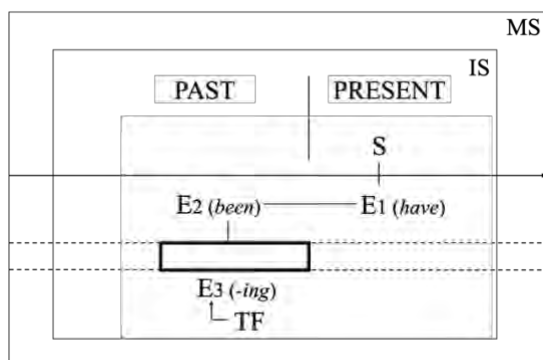 MS
IS
PAST PRESENT
S
E2 (been) E1 (have)
E3 (-ing)
TF